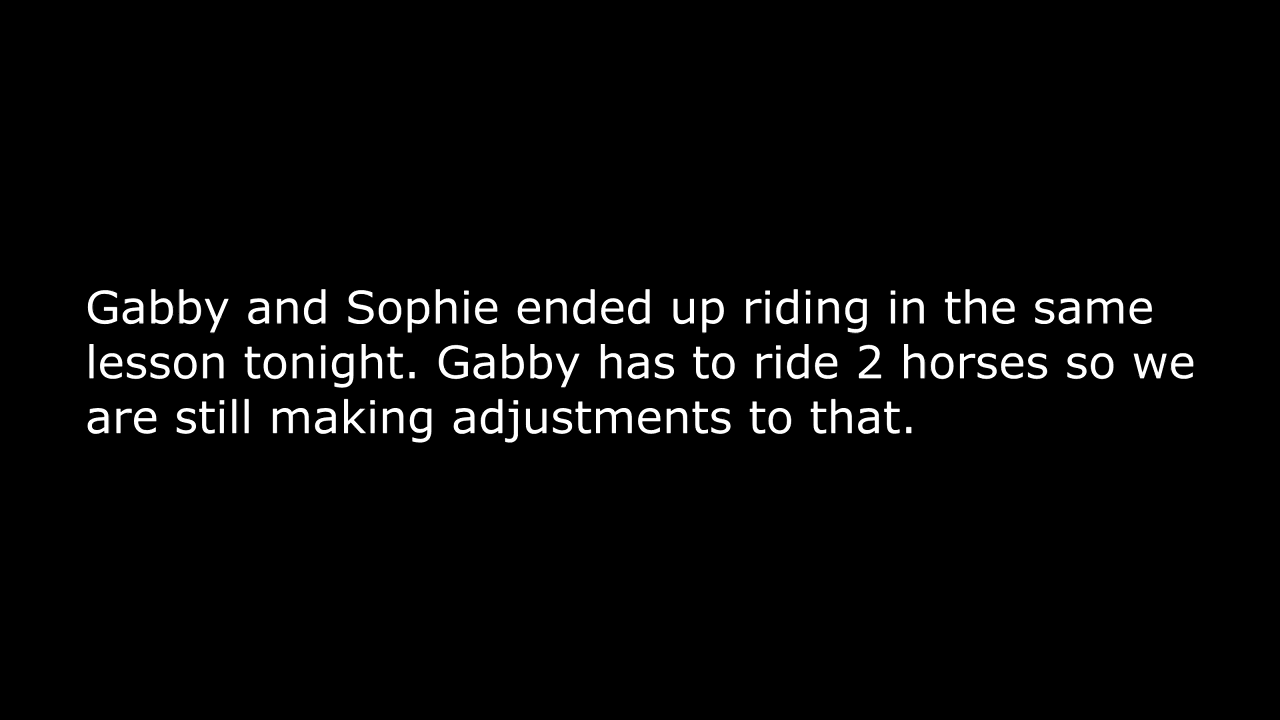 Gabby and Sophie ended up riding in the same
lesson tonight. Gabby has to ride 2 horses so we
are still making adjustments to that.